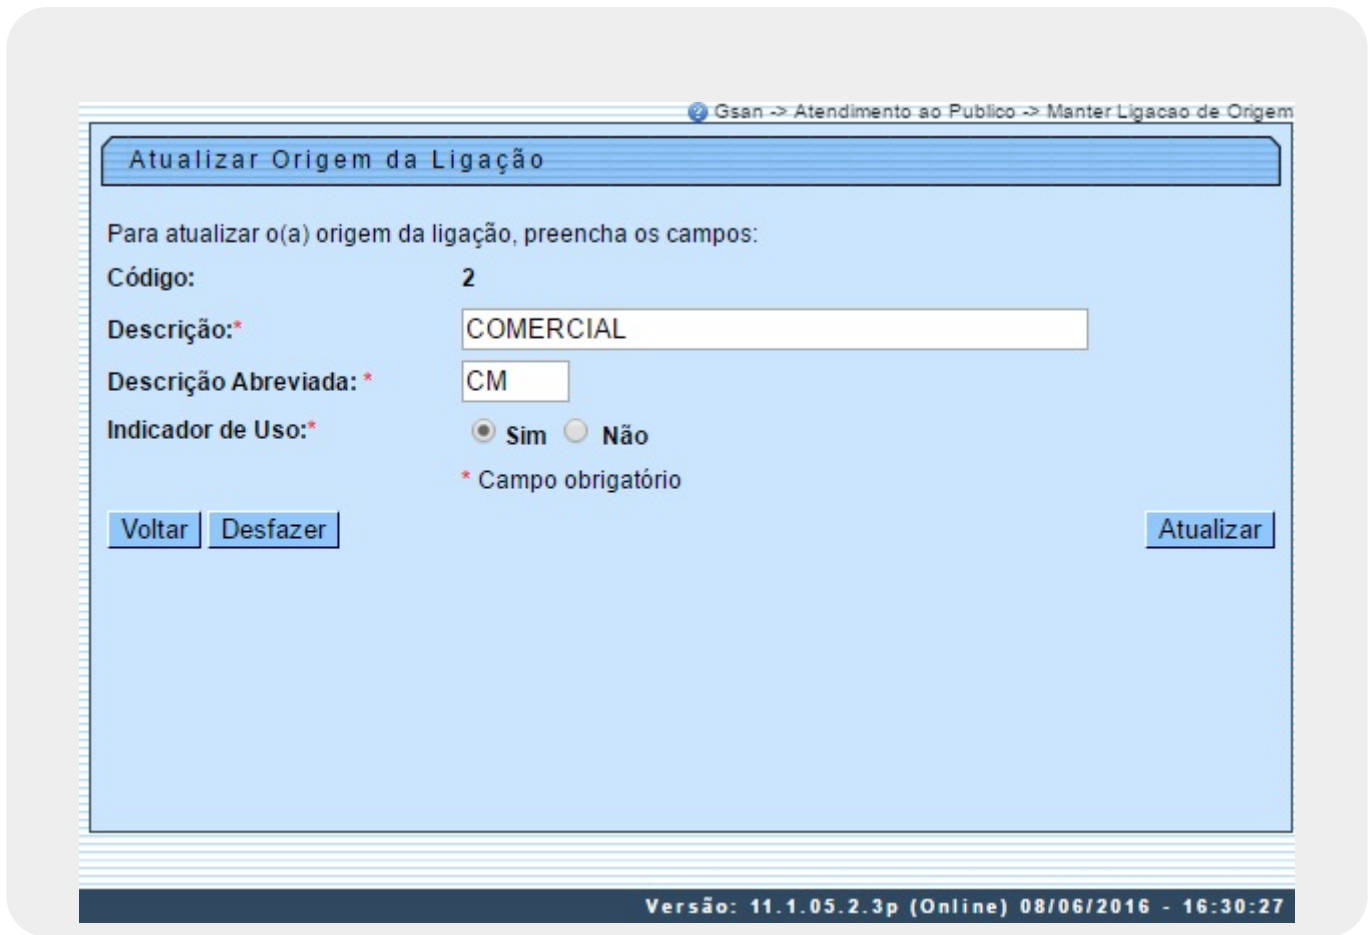 Gsan -> Atendimento ao Publico -> Manter Ligacao de Origem
Atualizar Origem da Ligação
Para atualizar o(a) origem da ligação, preencha os campos:
Código: 2
Descrição:* COMERCIAL
Descrição Abreviada: * CM
Indicador de Uso:* Sim Não
* Campo obrigatório
Voltar Desfazer Atualizar
Versão: 11.1.05.2.3p (Online) 08/06/2016 - 16:30:27